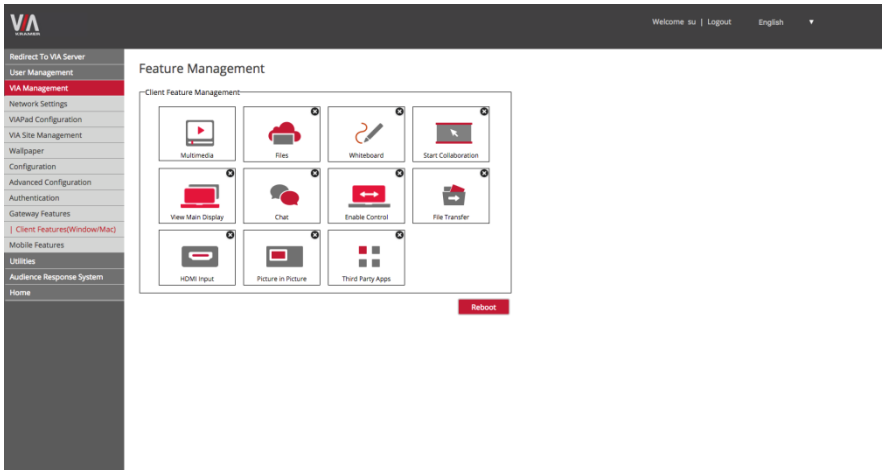 VIA
KRAMER
Welcome su | Logout
English
Redirect To VIA Server
User Management
VIA Management
Network Settings
VIAPad Configuration
VIA Site Management
Wallpaper
Configuration
Advanced Configuration
Authentication
Gateway Features
| Client Features(Window/Mac)
Mobile Features
Utilities
Audience Response System
Home
Feature Management
Client Feature Management
Multimedia
Files
Whiteboard
Start Collaboration
View Main Display
Chat
Enable Control
File Transfer
HDMI Input
Picture in Picture
Third Party Apps
Reboot